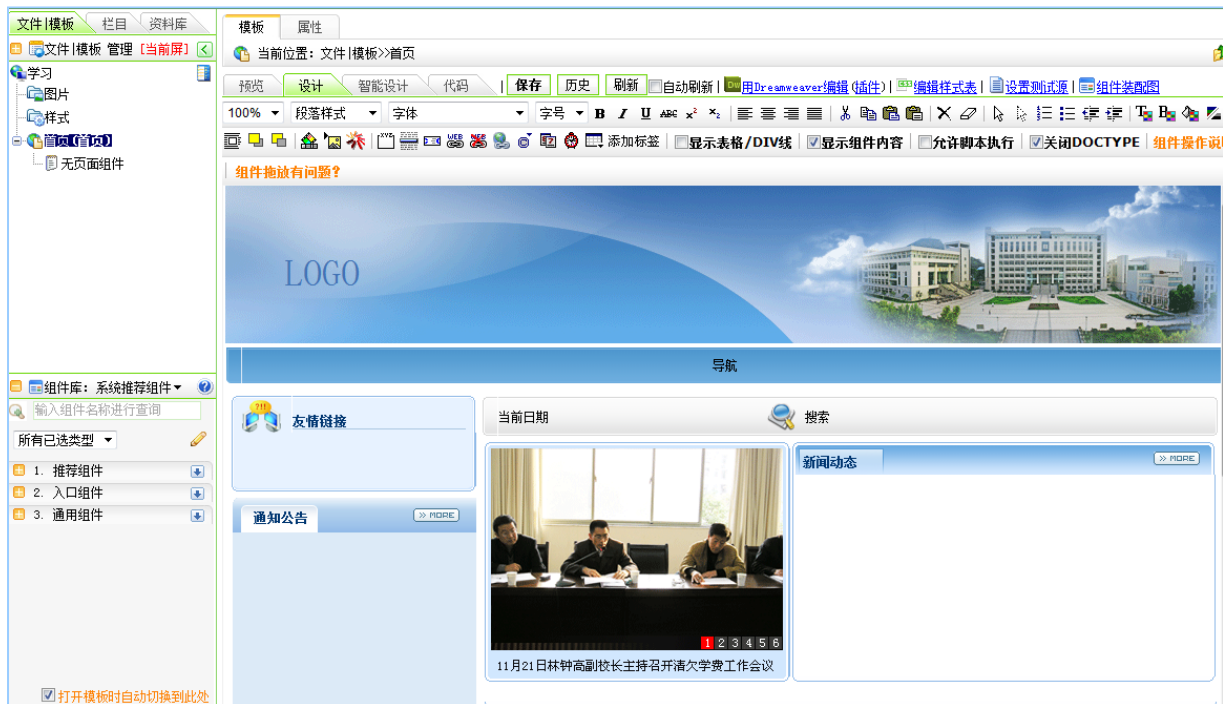 文件|模板 栏目 资料库
文件|模板 管理 [当前屏]
学习
图片
样式
首页(首页)
无页面组件
组件库: 系统推荐组件
输入组件名称进行查询
所有已选类型
1. 推荐组件
2. 入口组件
3. 通用组件
打开模板时自动切换到此处
模板 属性
当前位置: 文件|模板>>首页
预览 设计 智能设计 代码 | 保存 历史 刷新 自动刷新 | 用Dreamweaver编辑(插件) | 编辑样式表 | 设置测试源 | 组件装配图
100% 段落样式 字体 字号 B I U ABC x² x₂
添加标签 | 显示表格/DIV线 | 显示组件内容 | 允许脚本执行 | 关闭DOCTYPE | 组件操作说
组件拖放有问题?
LOGO
导航
友情链接
通知公告 >> MORE
当前日期 搜索
1 2 3 4 5 6
11月21日林钟高副校长主持召开清欠学费工作会议
新闻动态 >> MORE